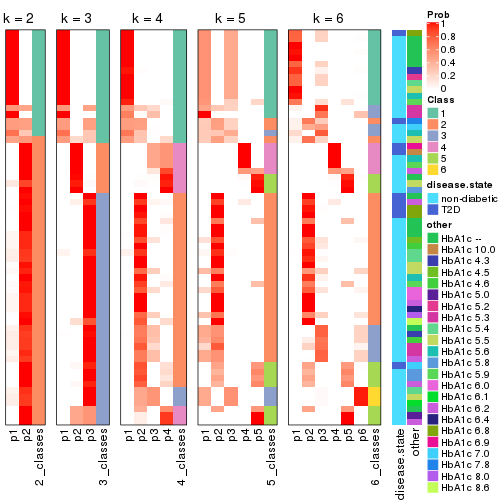 k = 2 k = 3 k = 4 k = 5 k = 6
p1 p2 2_classes
p1 p2 p3 3_classes
p1 p2 p3 p4 4_classes
p1 p2 p3 p4 p5 5_classes
p1 p2 p3 p4 p5 p6 6_classes
disease.state
other
Prob
1
0.8
0.6
0.4
0.2
0
Class
1
2
3
4
5
6
disease.state
non-diabetic
T2D
other
HbA1c --
HbA1c 10.0
HbA1c 4.3
HbA1c 4.5
HbA1c 4.6
HbA1c 5.0
HbA1c 5.2
HbA1c 5.3
HbA1c 5.4
HbA1c 5.5
HbA1c 5.6
HbA1c 5.8
HbA1c 5.9
HbA1c 6.0
HbA1c 6.1
HbA1c 6.2
HbA1c 6.4
HbA1c 6.8
HbA1c 6.9
HbA1c 7.0
HbA1c 7.8
HbA1c 8.0
HbA1c 8.6